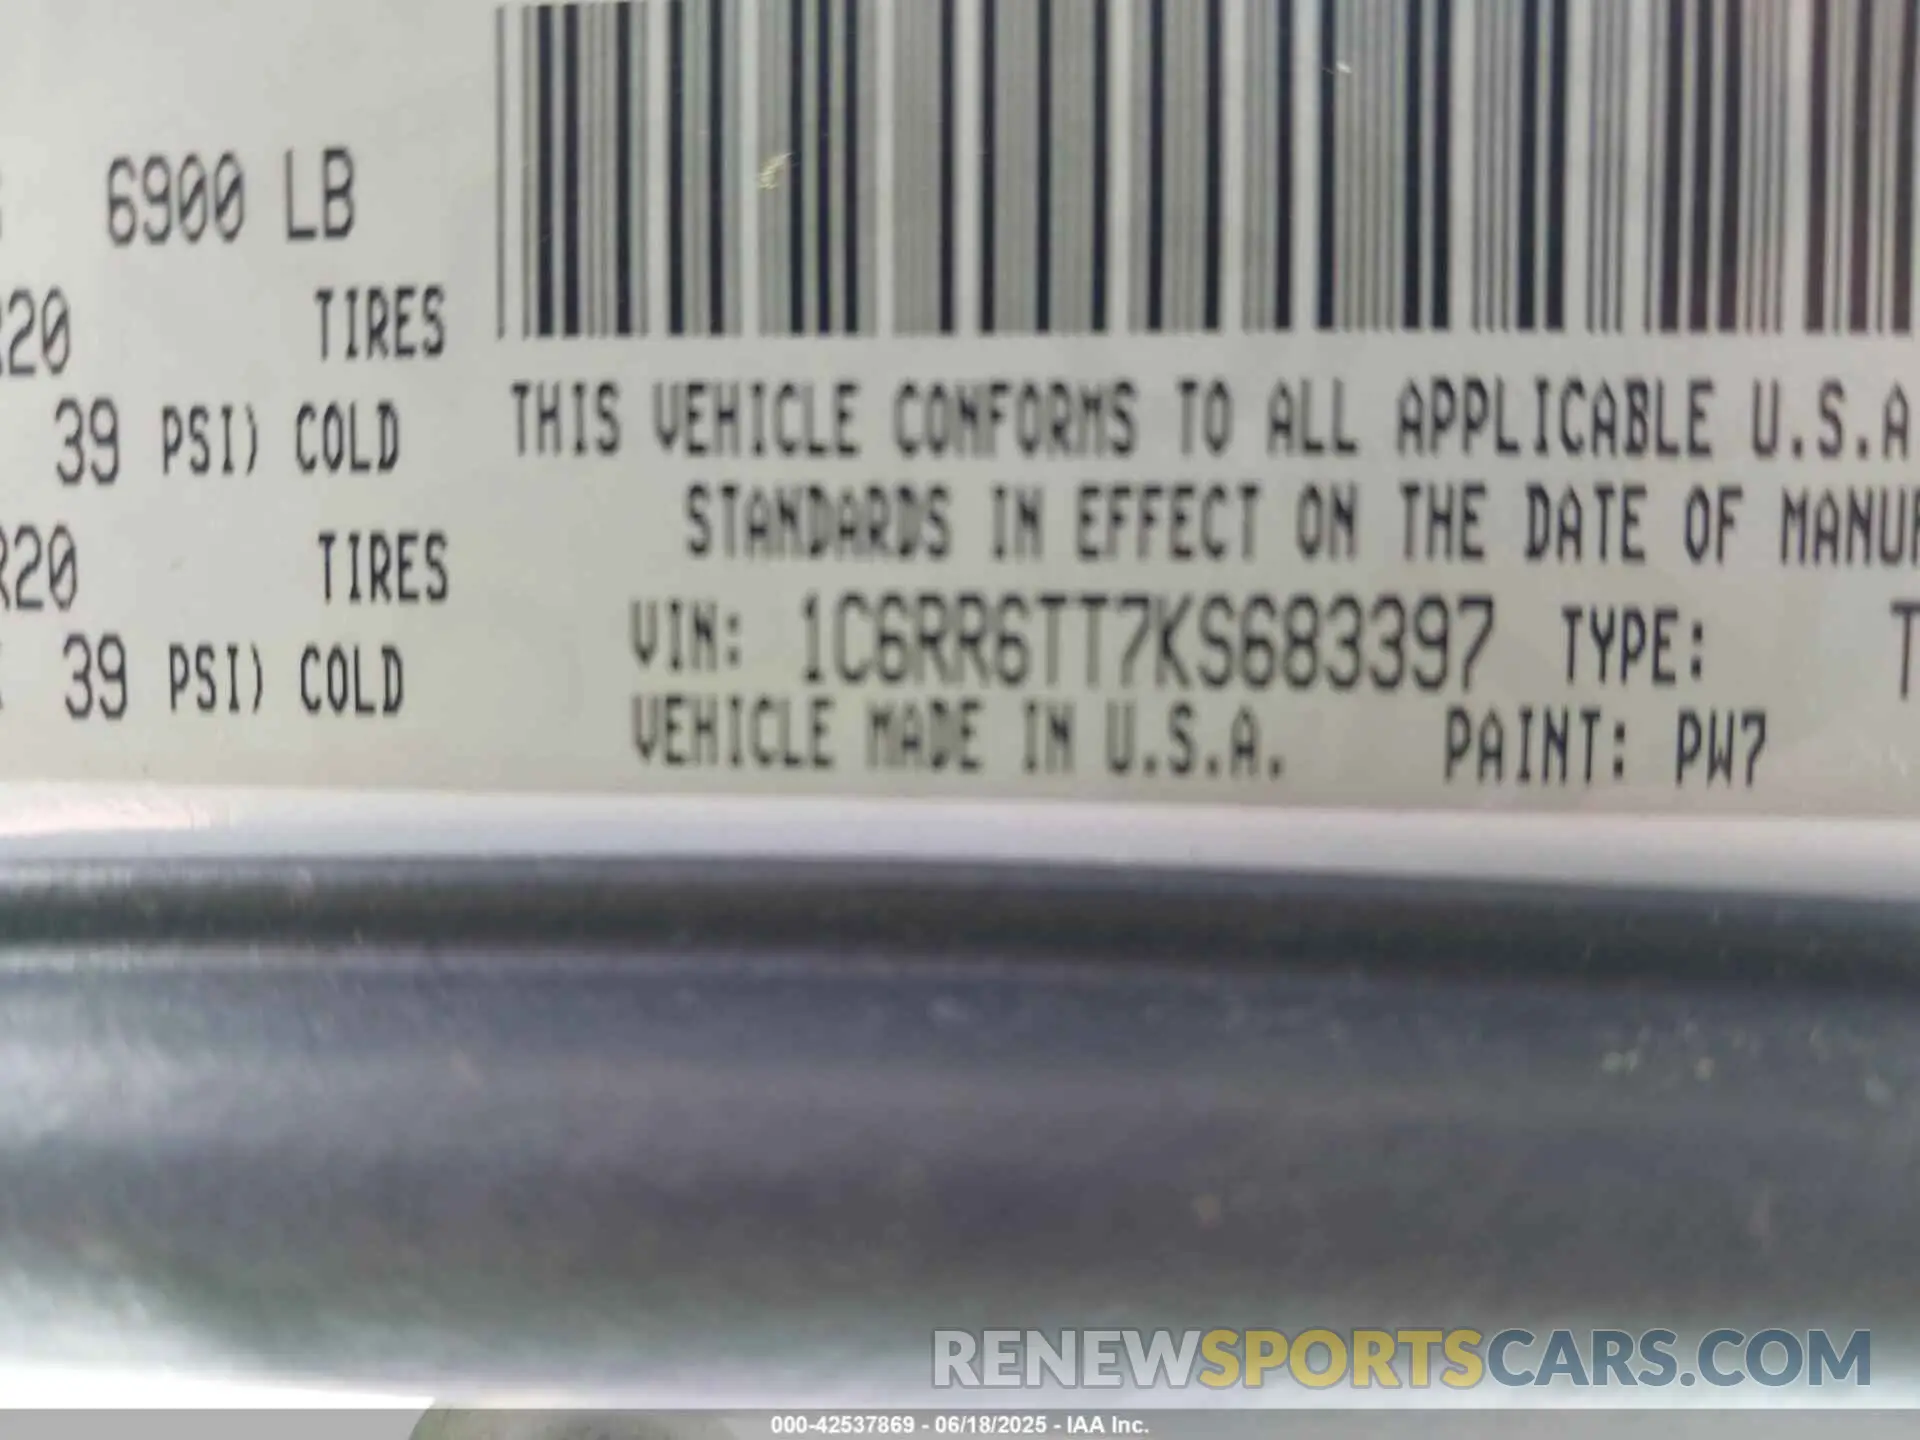 6900 LB
R20 TIRES
39 PSI) COLD
R20 TIRES
39 PSI) COLD
THIS VEHICLE CONFORMS TO ALL APPLICABLE U.S.A
STANDARDS IN EFFECT ON THE DATE OF MANUF
VIN: 1C6RR6TT7KS683397 TYPE: T
VEHICLE MADE IN U.S.A. PAINT: PW7
RENEWSPORTSCARS.COM
000-42537869 - 06/18/2025 - IAA Inc.